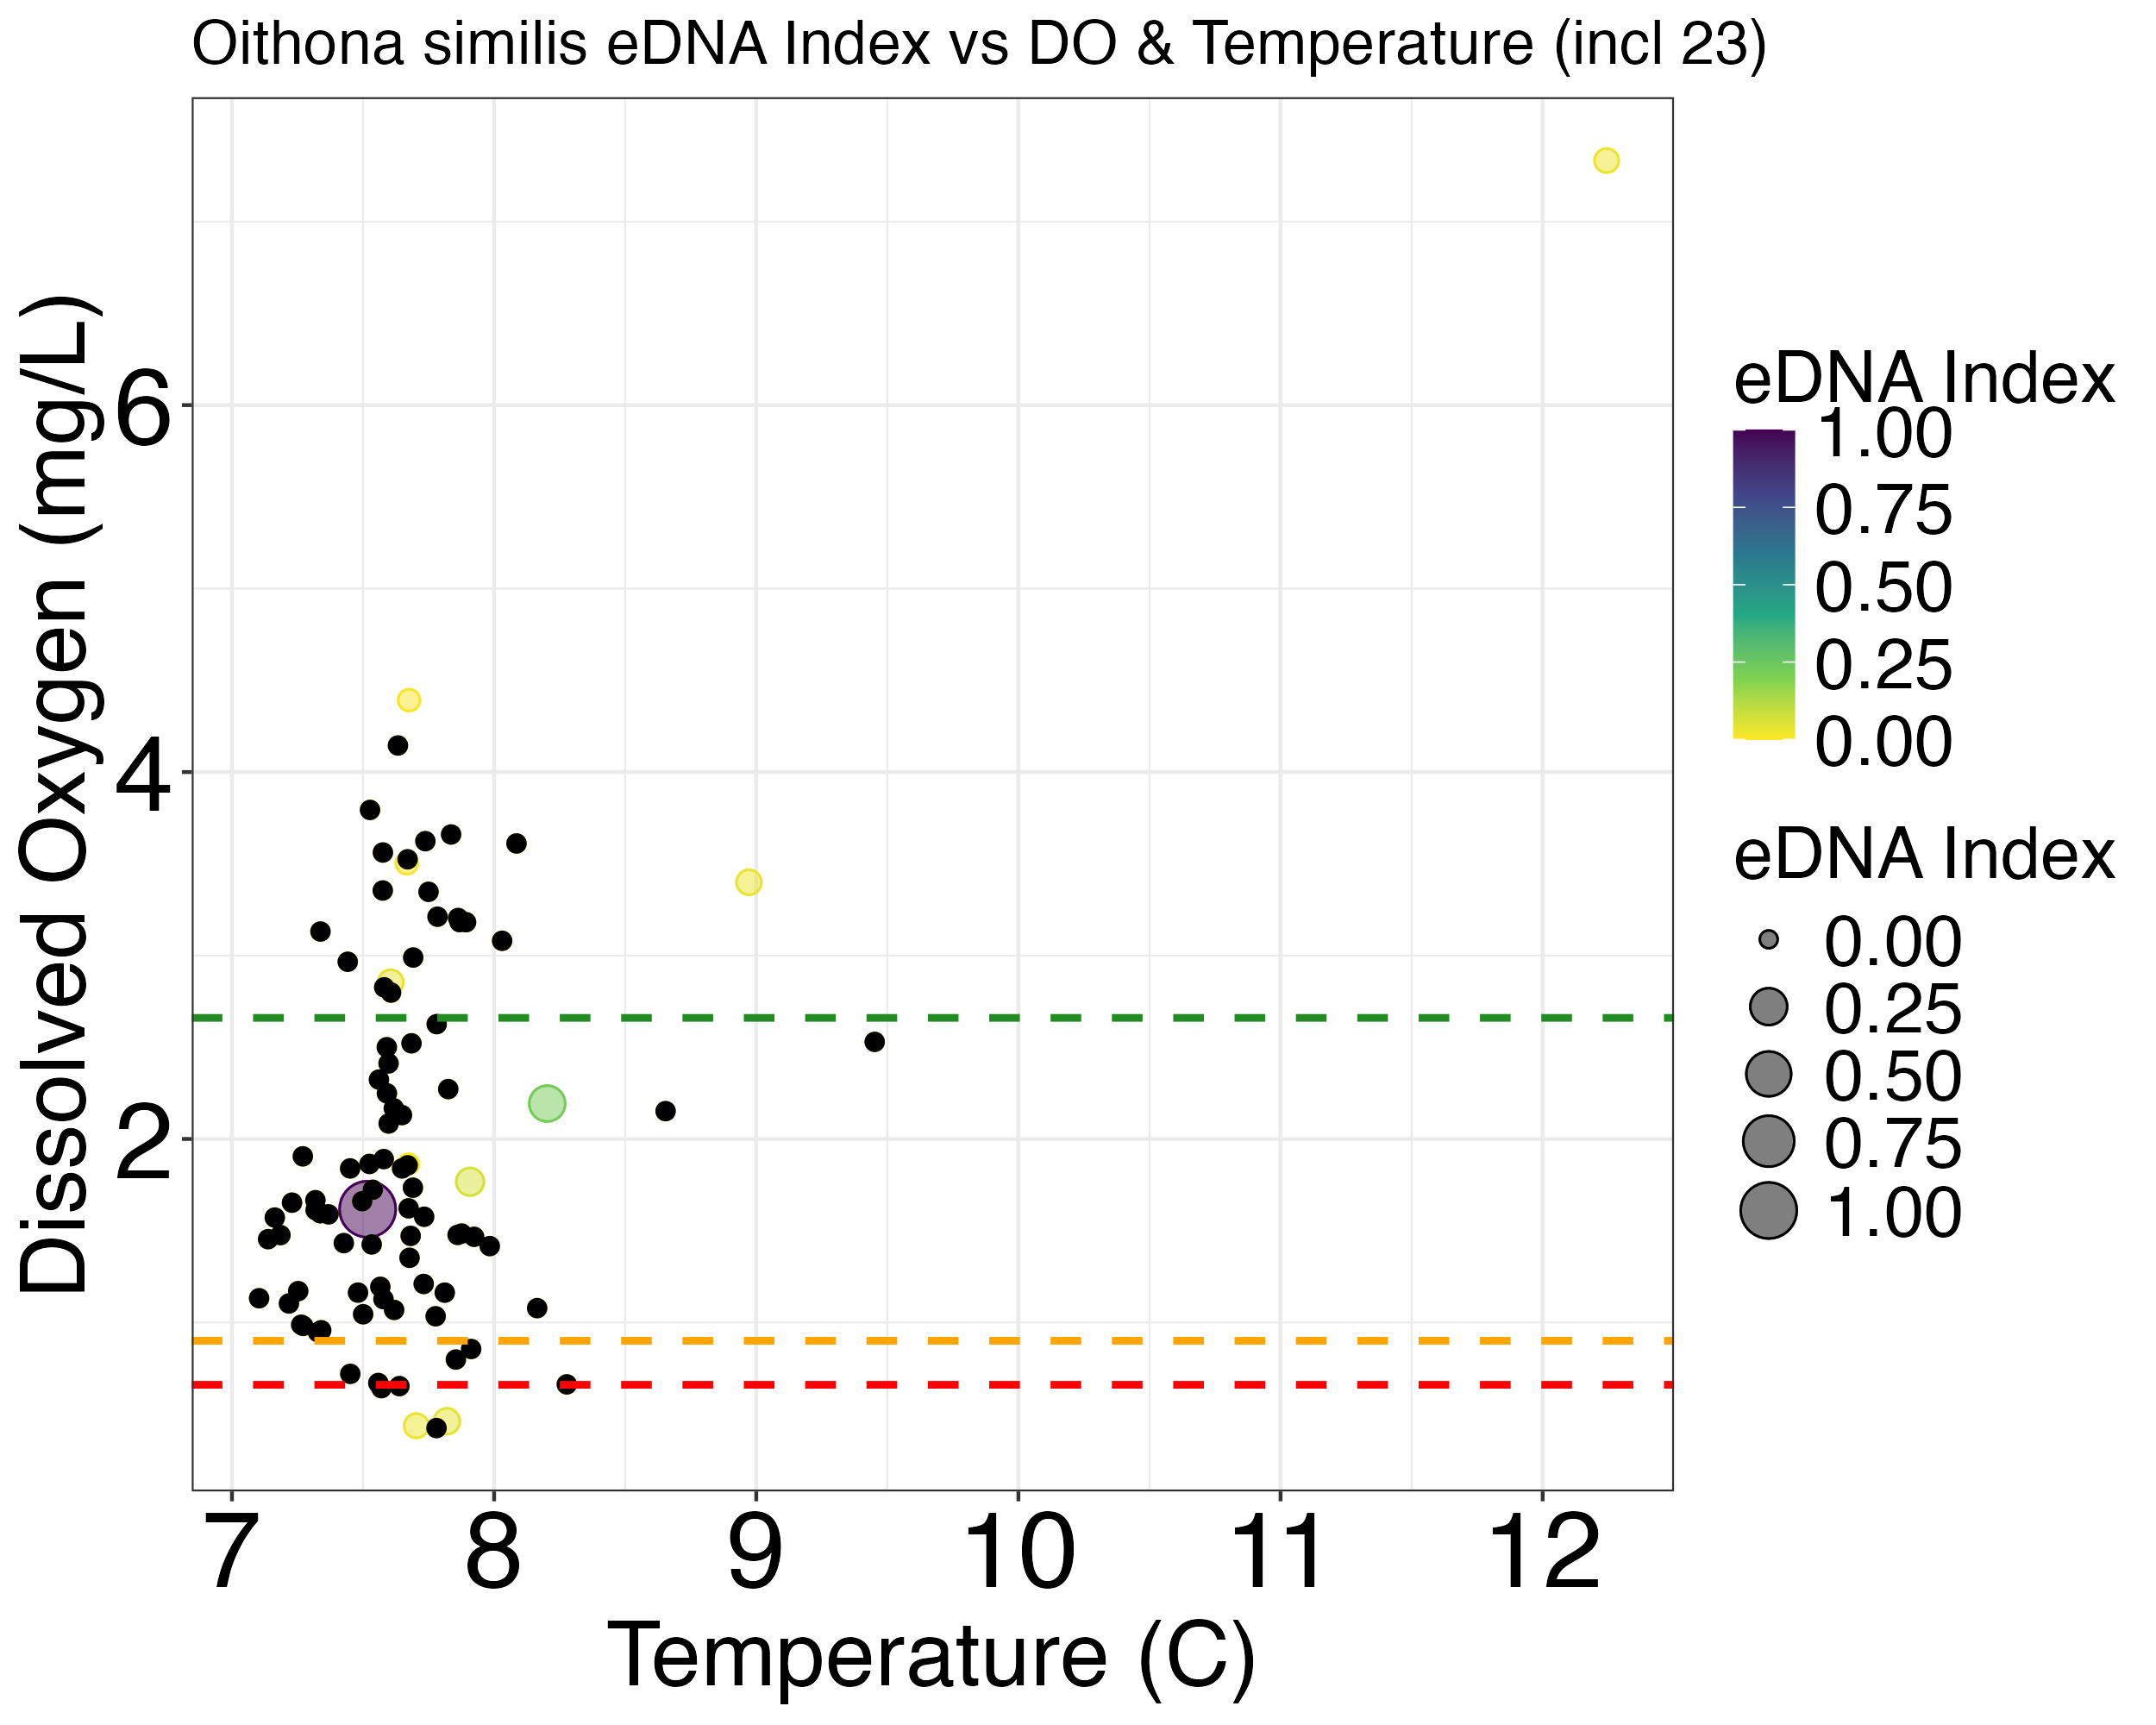 Oithona similis eDNA Index vs DO & Temperature (incl 23)
Dissolved Oxygen (mg/L)
6
4
2
7 8 9 10 11 12
Temperature (C)
eDNA Index
1.00
0.75
0.50
0.25
0.00
eDNA Index
0.00
0.25
0.50
0.75
1.00